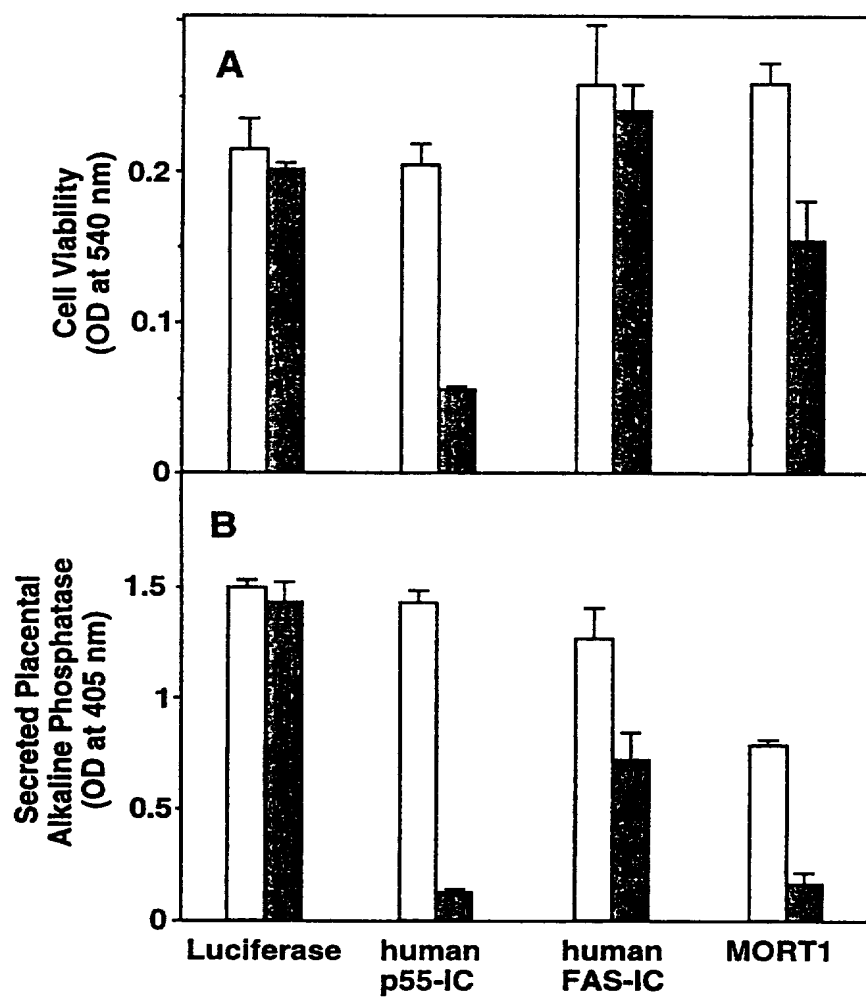 A
Cell Viability
(OD at 540 nm)
0.2
0.1
0
B
Secreted Placental
Alkaline Phosphatase
(OD at 405 nm)
1.5
1
0.5
0
Luciferase
human
p55-IC
human
FAS-IC
MORT1